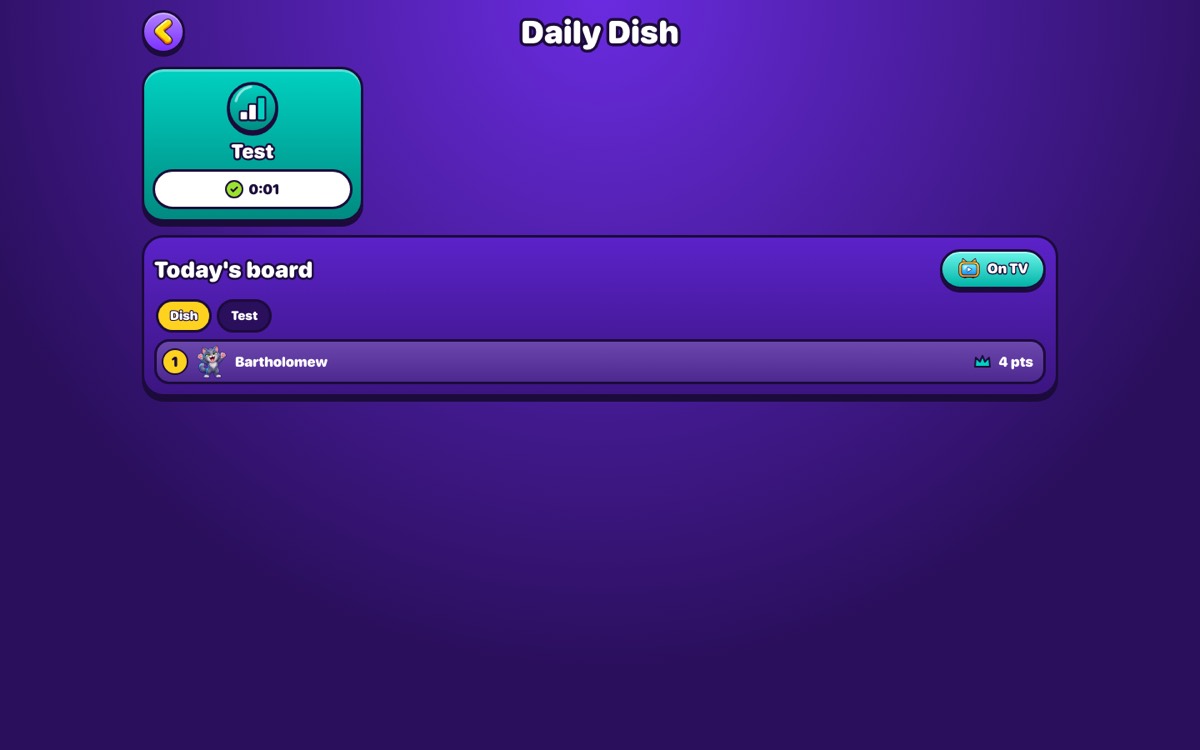 Daily Dish
Test
0:01
Today's board
On TV
Dish
Test
1
Bartholomew
4 pts